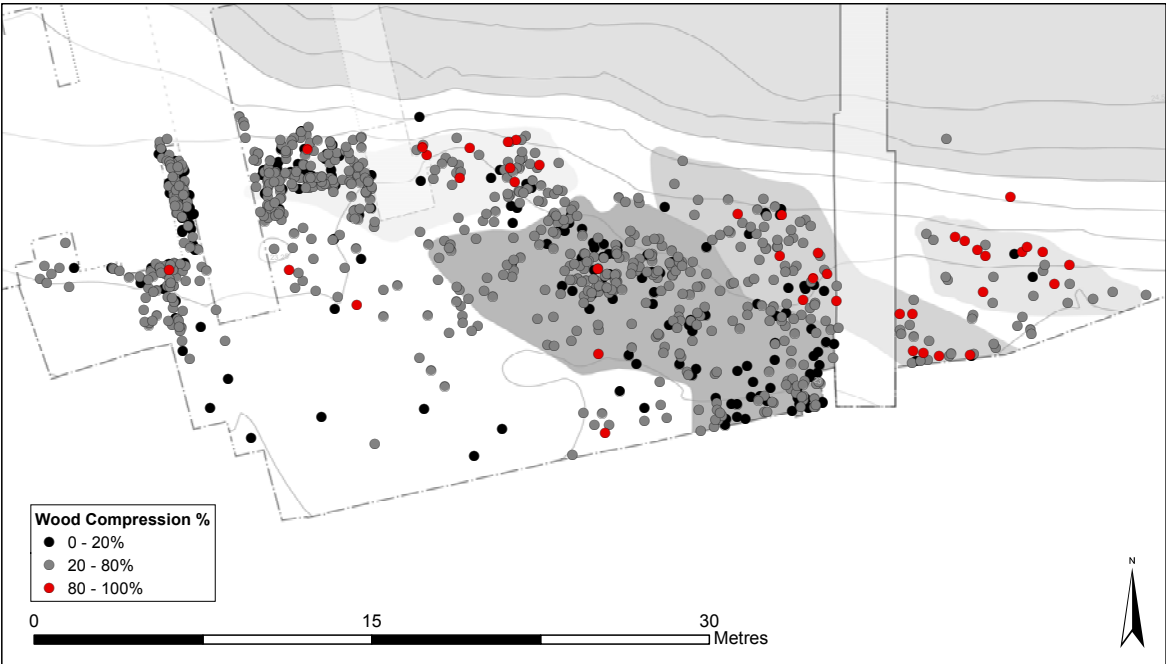 Wood Compression %
0 - 20%
20 - 80%
80 - 100%
0 15 30
Metres
N